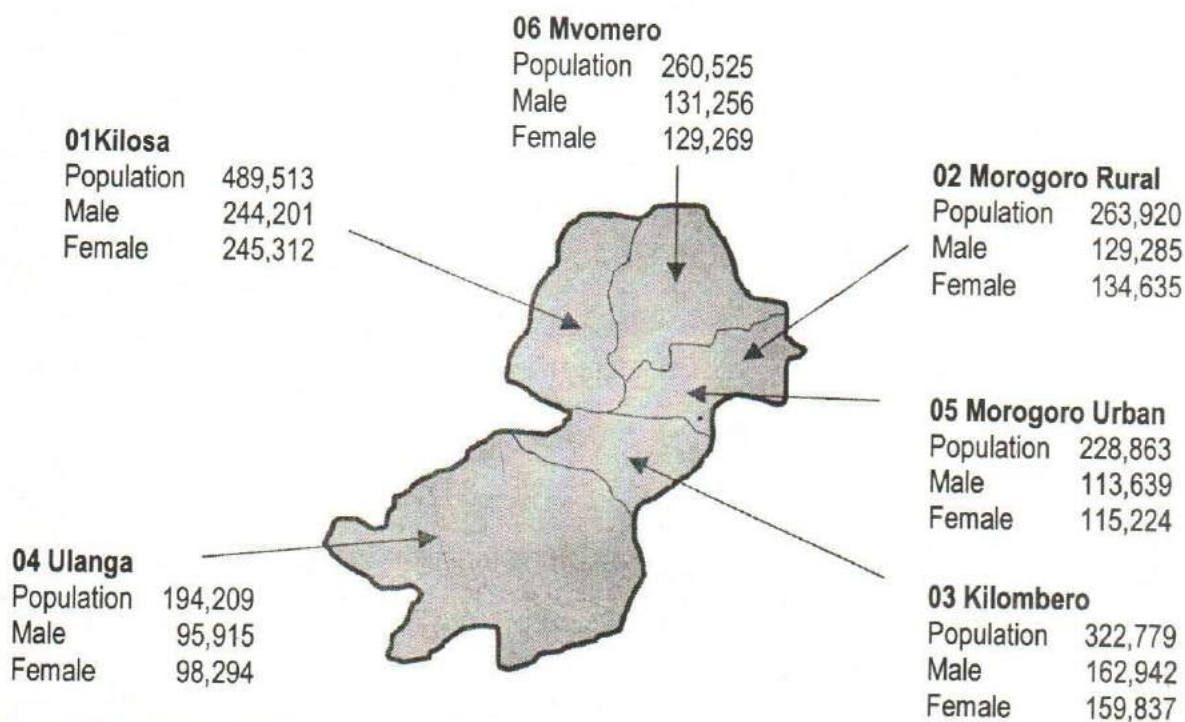 06 Mvomero
Population 260,525
Male 131,256
Female 129,269
01Kilosa
Population 489,513
Male 244,201
Female 245,312
02 Morogoro Rural
Population 263,920
Male 129,285
Female 134,635
05 Morogoro Urban
Population 228,863
Male 113,639
Female 115,224
04 Ulanga
Population 194,209
Male 95,915
Female 98,294
03 Kilombero
Population 322,779
Male 162,942
Female 159,837